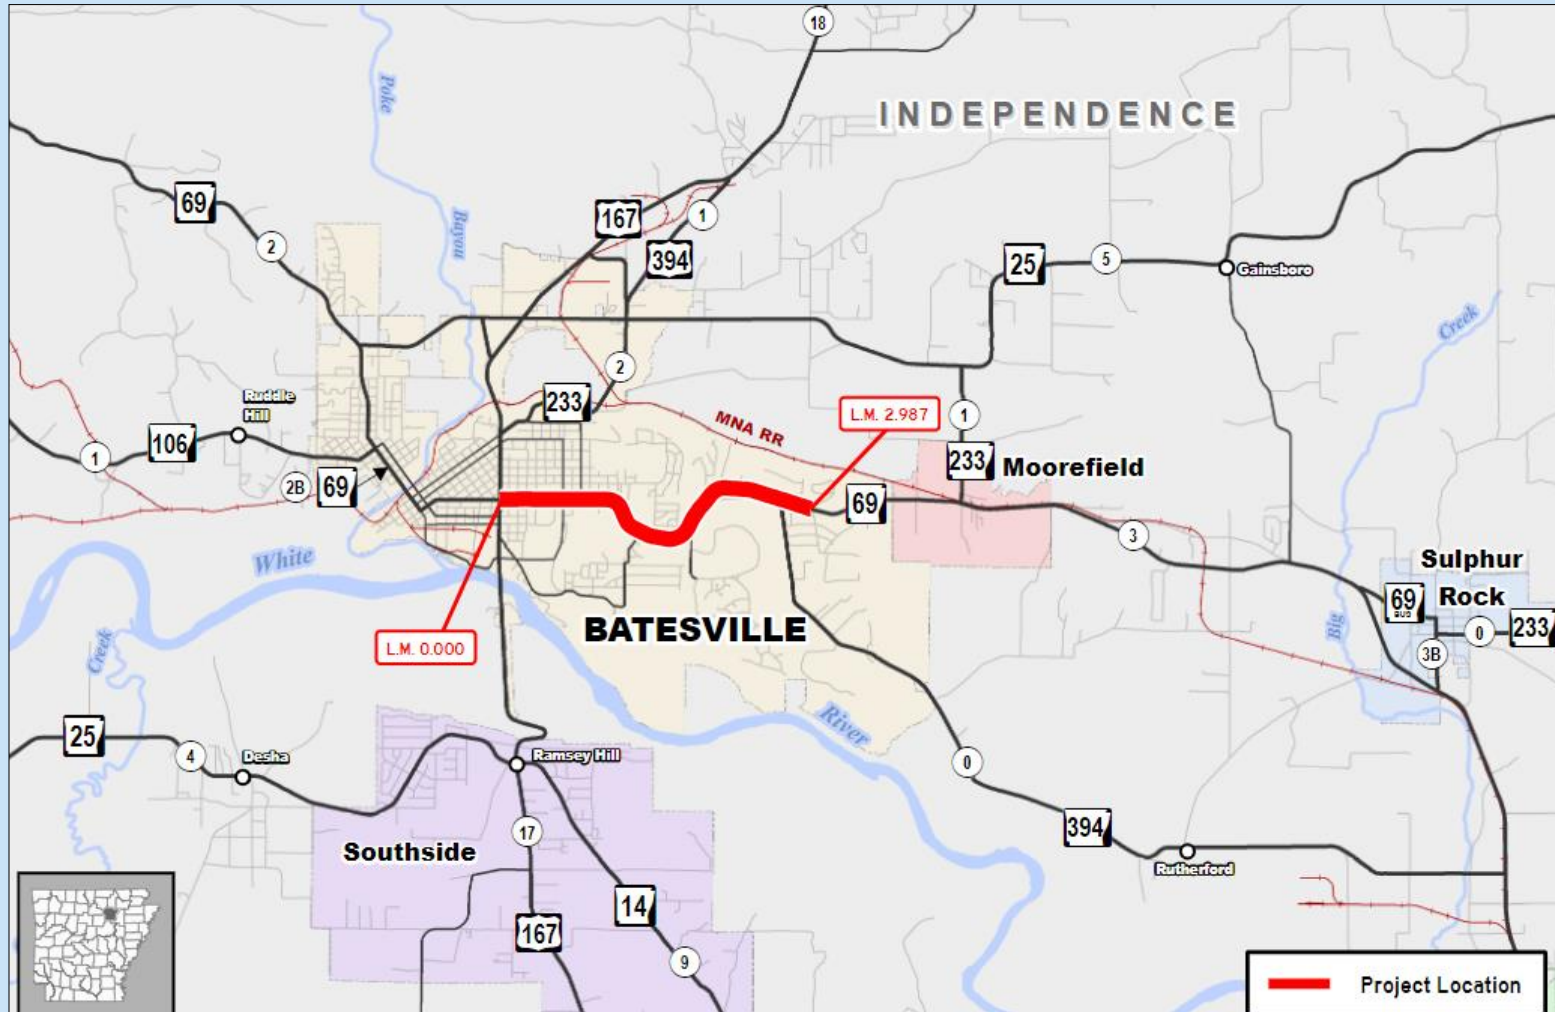 18
INDEPENDENCE
Poke
Bayou
69
2
167
1
394
25
5
Gainsboro
Creek
2
Ruddle
Hill
233
MNA RR
L.M. 2.987
1
106
1
2B
69
233
Moorefield
69
3
White
Sulphur
Rock
69
BUS
0
233
3B
Big
BATESVILLE
L.M. 0.000
Creek
River
25
4
Desha
Ramsey Hill
0
17
394
Rutherford
Southside
14
167
9
Project Location